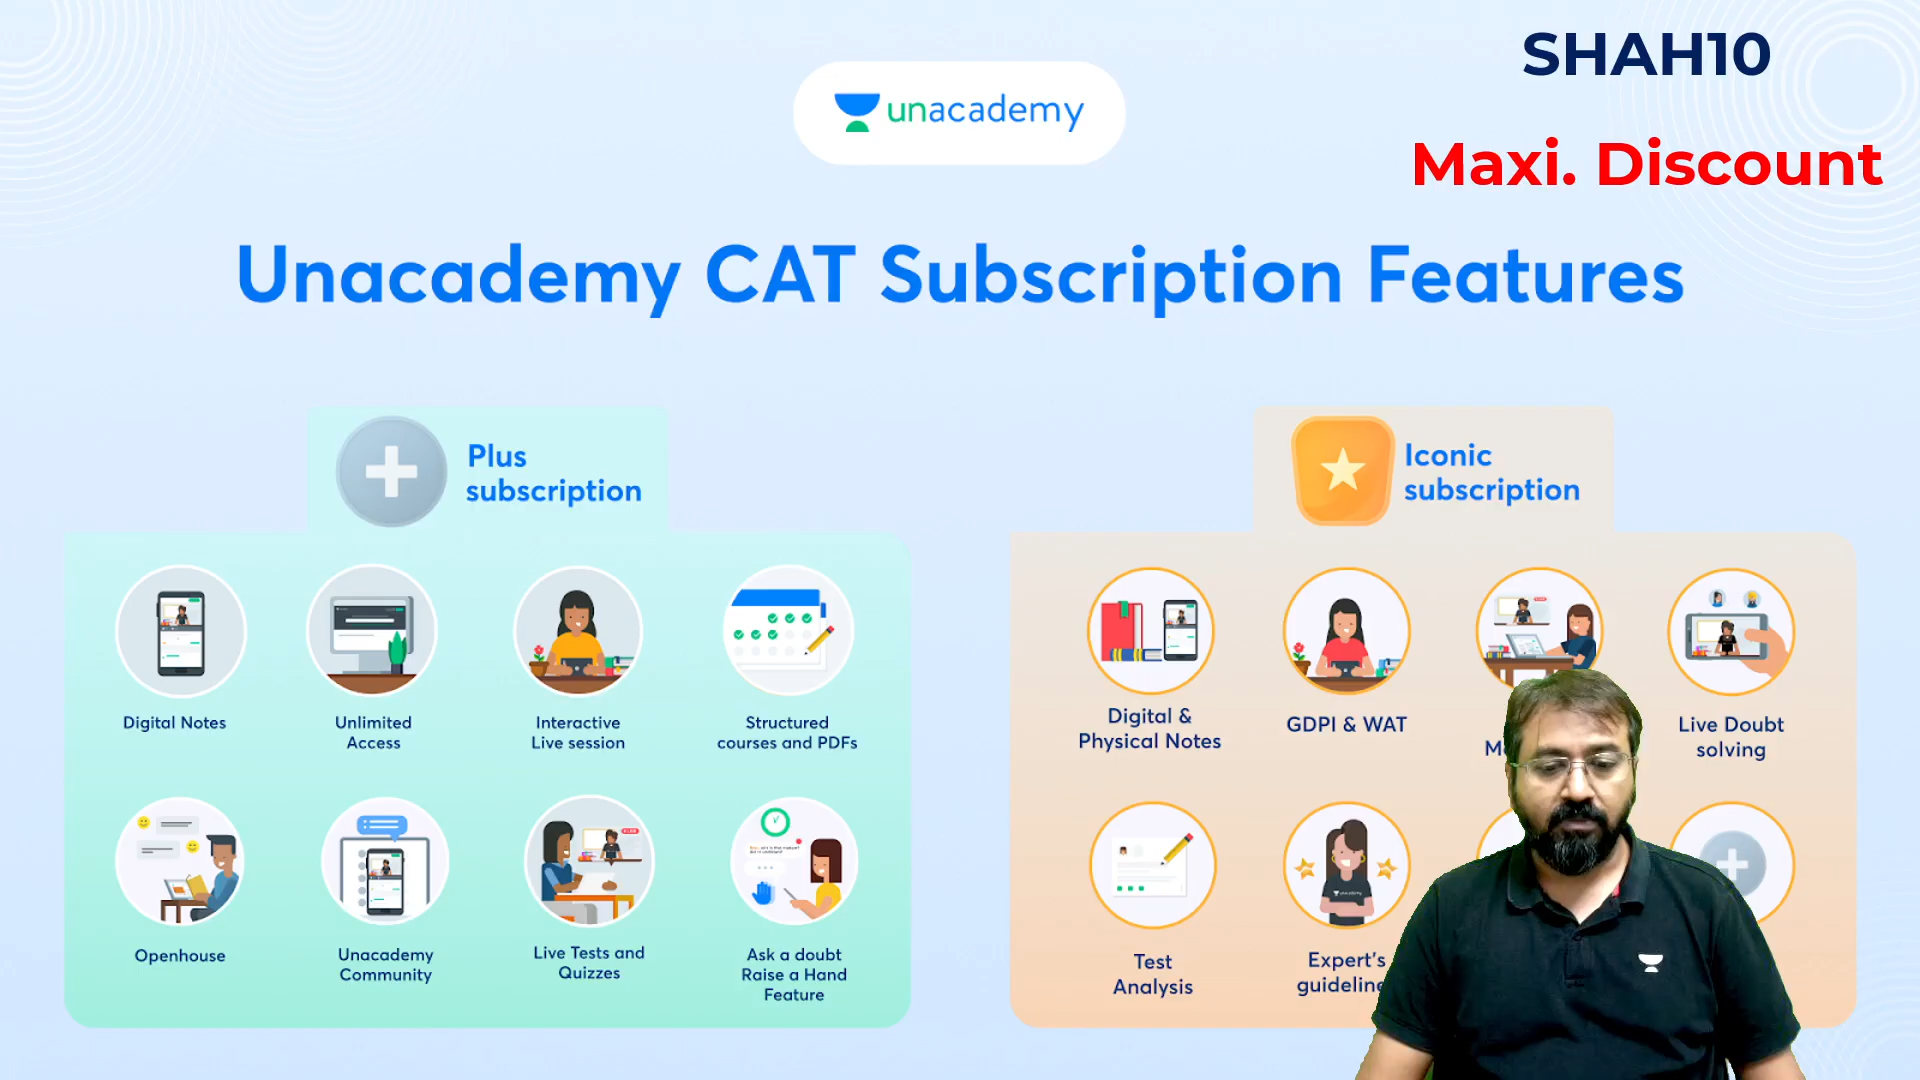 SHAH10
unacademy
Maxi. Discount
Unacademy CAT Subscription Features
Plus
subscription
Digital Notes
Unlimited
Access
Interactive
Live session
Structured
courses and PDFs
Openhouse
Unacademy
Community
Live Tests and
Quizzes
Ask a doubt
Raise a Hand
Feature
Iconic
subscription
Digital &
Physical Notes
GDPI & WAT
Live Doubt
solving
Test
Analysis
Expert's